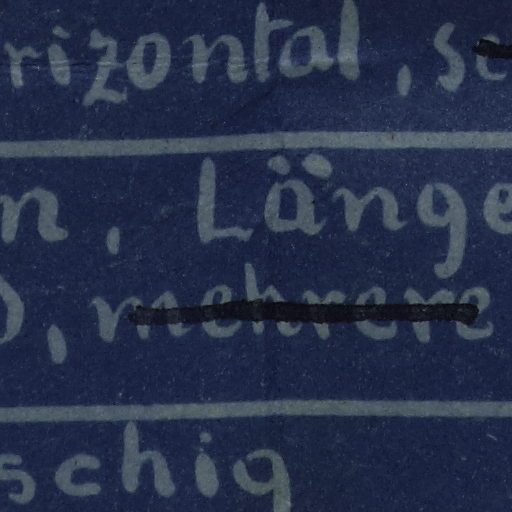 rizontal, se
n, Länge
), mehrere
schig